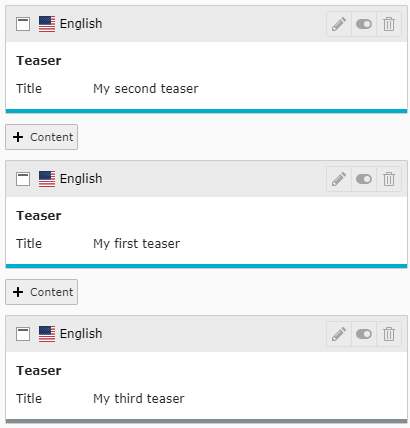 English
Teaser
Title My second teaser
+ Content
English
Teaser
Title My first teaser
+ Content
English
Teaser
Title My third teaser